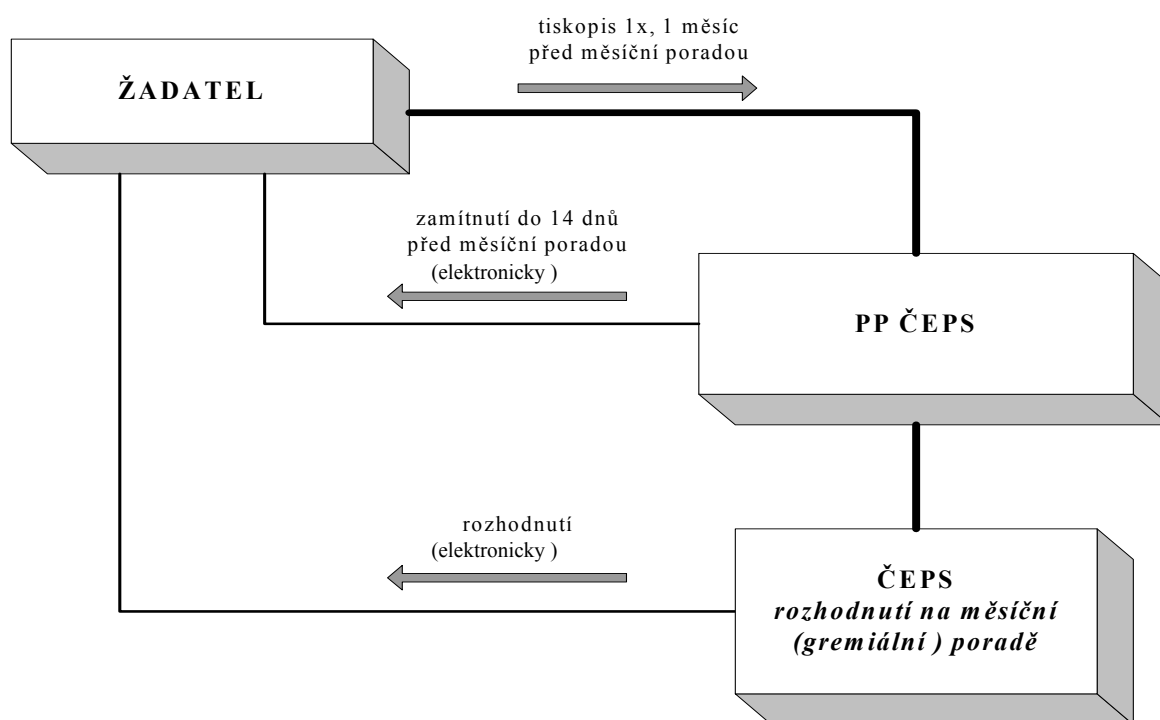 tiskopis 1x, 1 měsíc
před měsíční poradou
ŽADATEL
zamítnutí do 14 dnů
před měsíční poradou
(elektronicky )
PP ČEPS
rozhodnutí
(elektronicky )
ČEPS
rozhodnutí na měsíční
(gremiální ) poradě